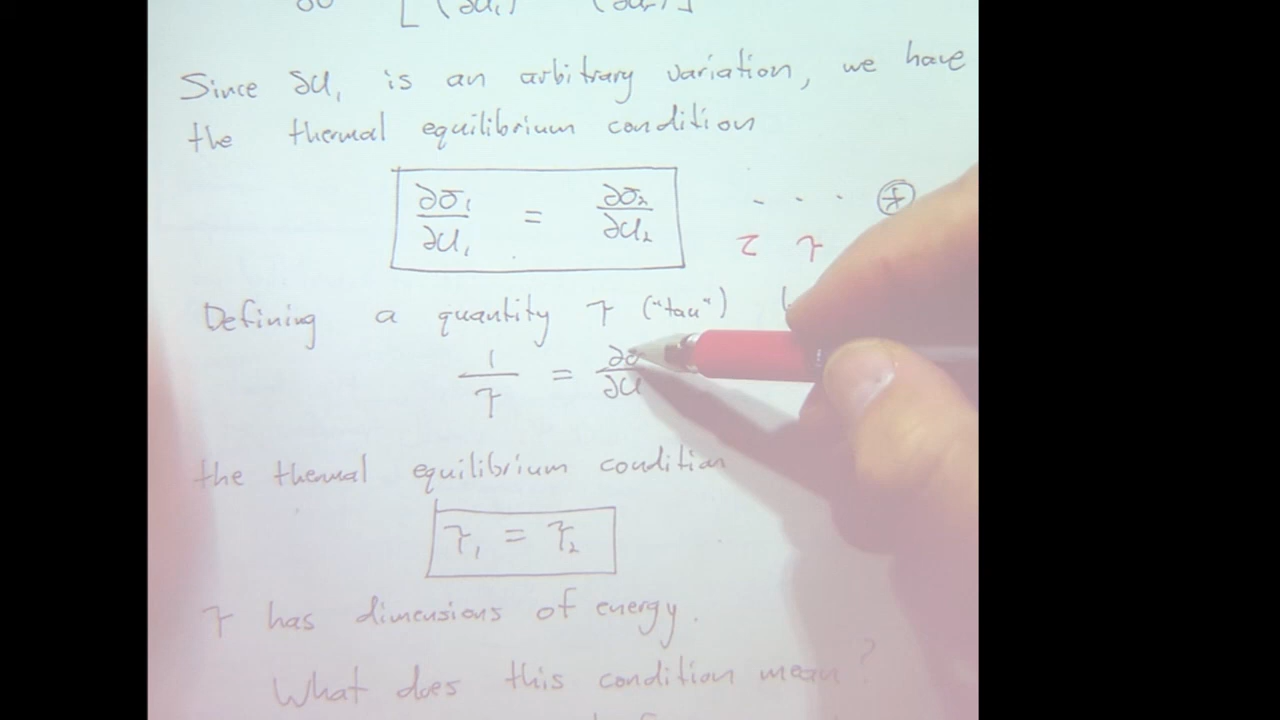 Since ∂U₁ is an arbitrary variation, we have
the thermal equilibrium condition
∂σ₁/∂U₁ = ∂σ₂/∂U₂ . . . ⊛
τ τ
Defining a quantity τ ("tau")
1/τ = ∂σ/∂U
the thermal equilibrium condition
τ₁ = τ₂
τ has dimensions of energy.
What does this condition mean?